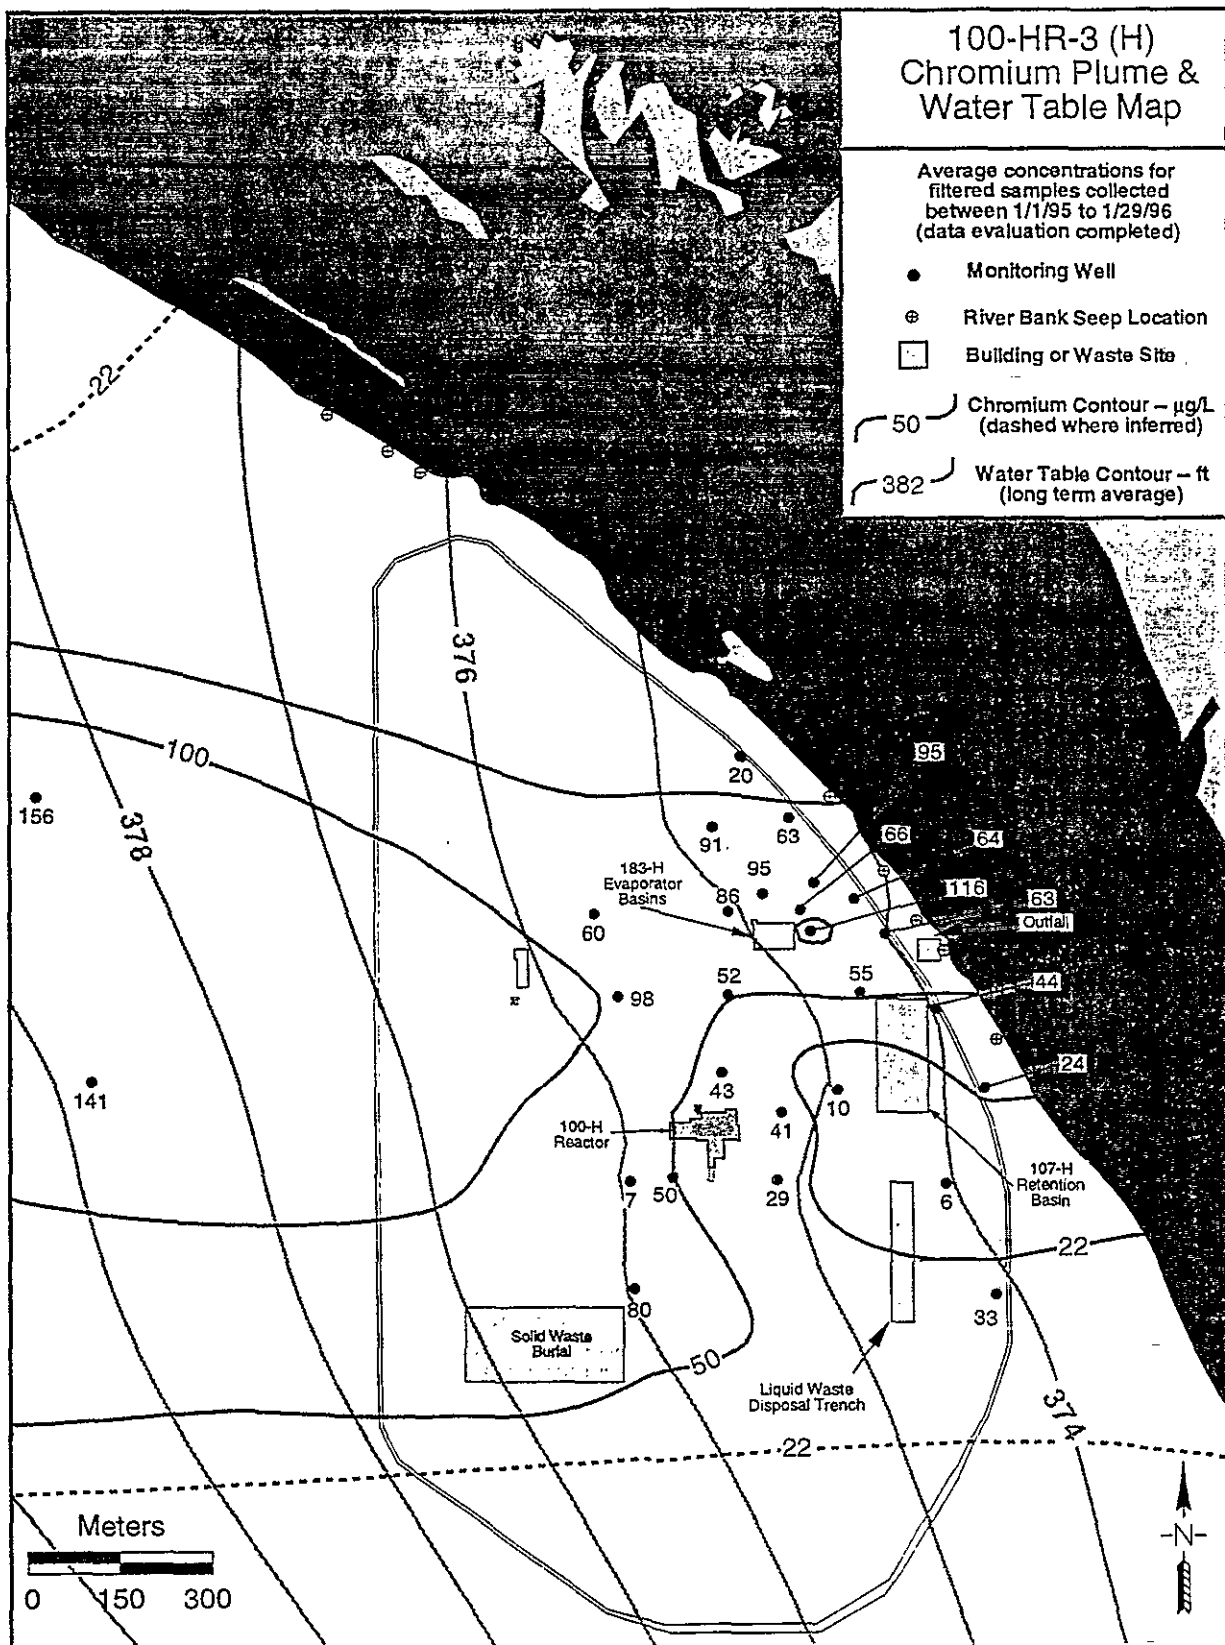 100-HR-3 (H)
Chromium Plume &
Water Table Map
Average concentrations for
filtered samples collected
between 1/1/95 to 1/29/96
(data evaluation completed)
Monitoring Well
River Bank Seep Location
Building or Waste Site
50
Chromium Contour – µg/L
(dashed where inferred)
382
Water Table Contour – ft
(long term average)
22
376
100
378
156
20
95
63
91
66
64
95
183-H
Evaporator
Basins
86
116
63
Outfall
60
98
52
55
44
141
43
24
10
41
100-H
Reactor
7
50
29
6
107-H
Retention
Basin
22
80
33
Solid Waste
Burial
50
Liquid Waste
Disposal Trench
374
22
Meters
0 150 300
-N-